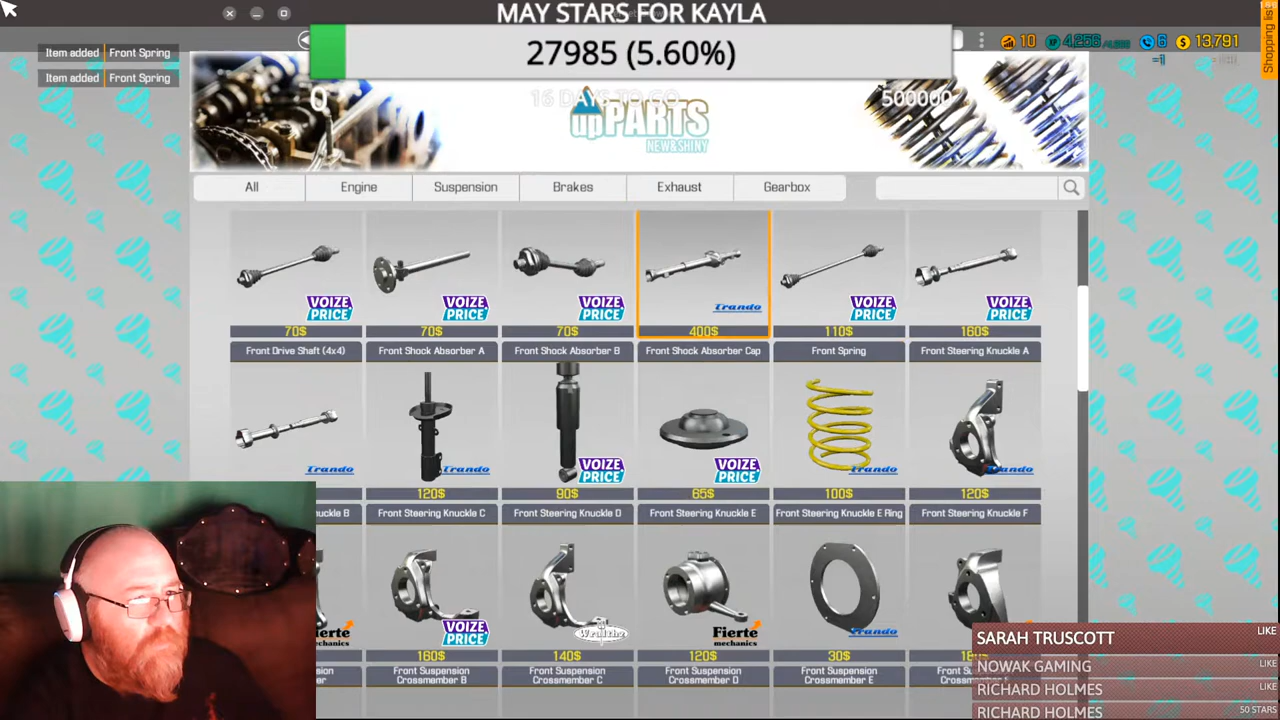 MAY STARS FOR KAYLA
27985 (5.60%)
0
16 DAYS TO GO
500000
10
4,256
6
13,791
Shopping list
Item added Front Spring
Item added Front Spring
upPARTS
NEW&SHINY
All
Engine
Suspension
Brakes
Exhaust
Gearbox
VOIZE PRICE
VOIZE PRICE
VOIZE PRICE
Trando
VOIZE PRICE
VOIZE PRICE
70$
70$
70$
400$
110$
160$
Front Drive Shaft (4x4)
Front Shock Absorber A
Front Shock Absorber B
Front Shock Absorber Cap
Front Spring
Front Steering Knuckle A
Trando
Trando
VOIZE PRICE
VOIZE PRICE
Trando
Trando
120$
90$
65$
100$
120$
Front Steering Knuckle C
Front Steering Knuckle D
Front Steering Knuckle E
Front Steering Knuckle E Ring
Front Steering Knuckle F
VOIZE PRICE
Fierte mechanics
Trando
160$
140$
120$
30$
Front Suspension Crossmember B
Front Suspension Crossmember C
Front Suspension Crossmember D
Front Suspension Crossmember E
SARAH TRUSCOTT LIKE
NOWAK GAMING LIKE
RICHARD HOLMES LIKE
RICHARD HOLMES 50 STARS